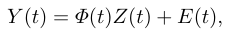 Y(t) = Φ(t)Z(t) + E(t),